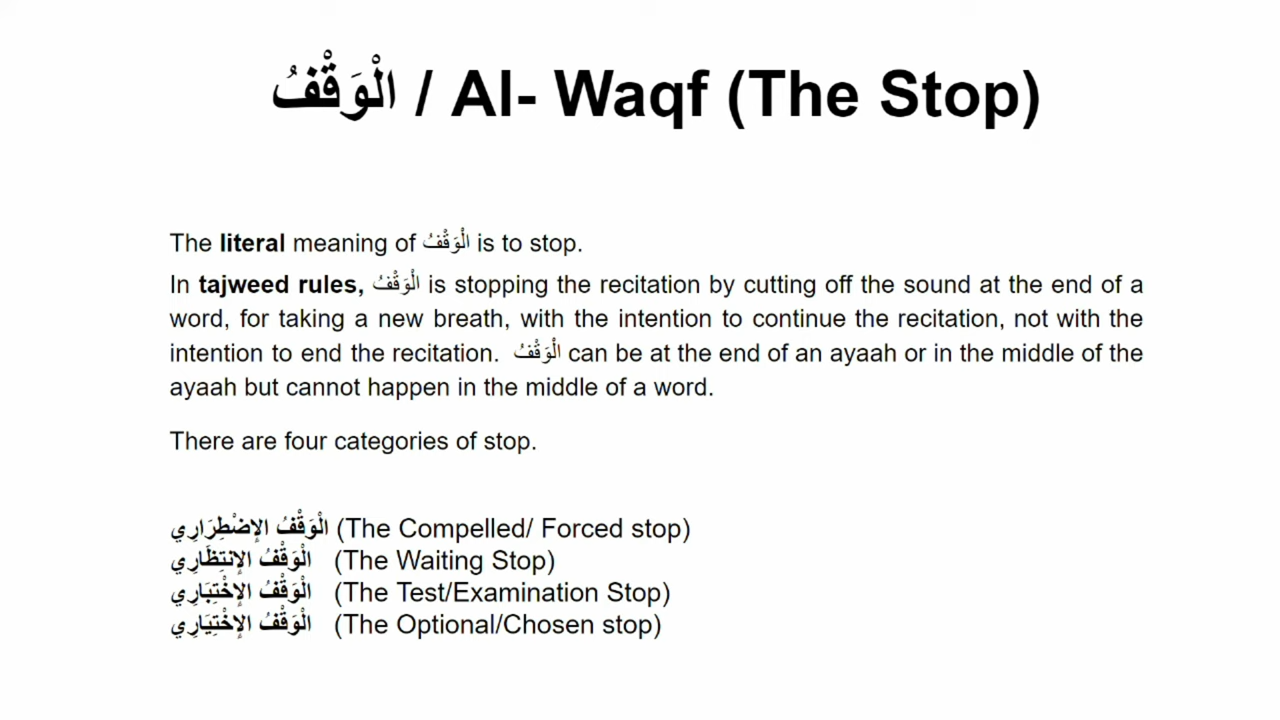 الْوَقْفُ / Al- Waqf (The Stop)
The literal meaning of الْوَقْفُ is to stop.
In tajweed rules, الْوَقْفُ is stopping the recitation by cutting off the sound at the end of a
word, for taking a new breath, with the intention to continue the recitation, not with the
intention to end the recitation. الْوَقْفُ can be at the end of an ayaah or in the middle of the
ayaah but cannot happen in the middle of a word.
There are four categories of stop.
الْوَقْفُ الإِضْطِرَارِي (The Compelled/ Forced stop)
الْوَقْفُ الإِنتِظَارِي (The Waiting Stop)
الْوَقْفُ الإِخْتِبَارِي (The Test/Examination Stop)
الْوَقْفُ الإِخْتِيَارِي (The Optional/Chosen stop)